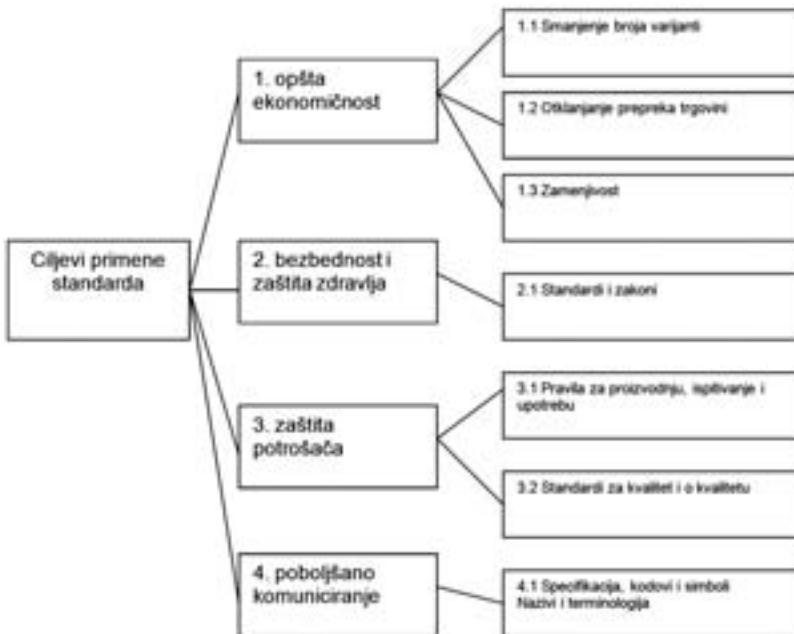 Ciljevi primene
standarda
1. opšta
ekonomičnost
1.1 Smanjenje broja varijanti
1.2 Otklanjanje prepreka trgovini
1.3 Zamenjivost
2. bezbednost i
zaštita zdravlja
2.1 Standardi i zakoni
3. zaštita
potrošača
3.1 Pravila za proizvodnju, ispitivanje i
upotrebu
3.2 Standardi za kvalitet i o kvalitetu
4. poboljšano
komuniciranje
4.1 Specifikacija, kodovi i simboli
Nazivi i terminologija